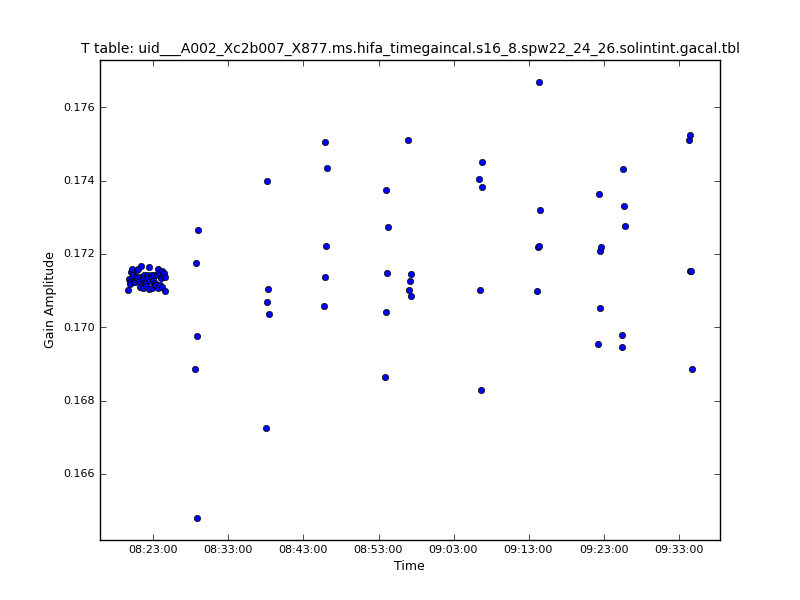 T table: uid___A002_Xc2b007_X877.ms.hifa_timegaincal.s16_8.spw22_24_26.solintint.gacal.tbl
0.176
0.174
0.172
0.170
0.168
0.166
Gain Amplitude
08:23:00 08:33:00 08:43:00 08:53:00 09:03:00 09:13:00 09:23:00 09:33:00
Time